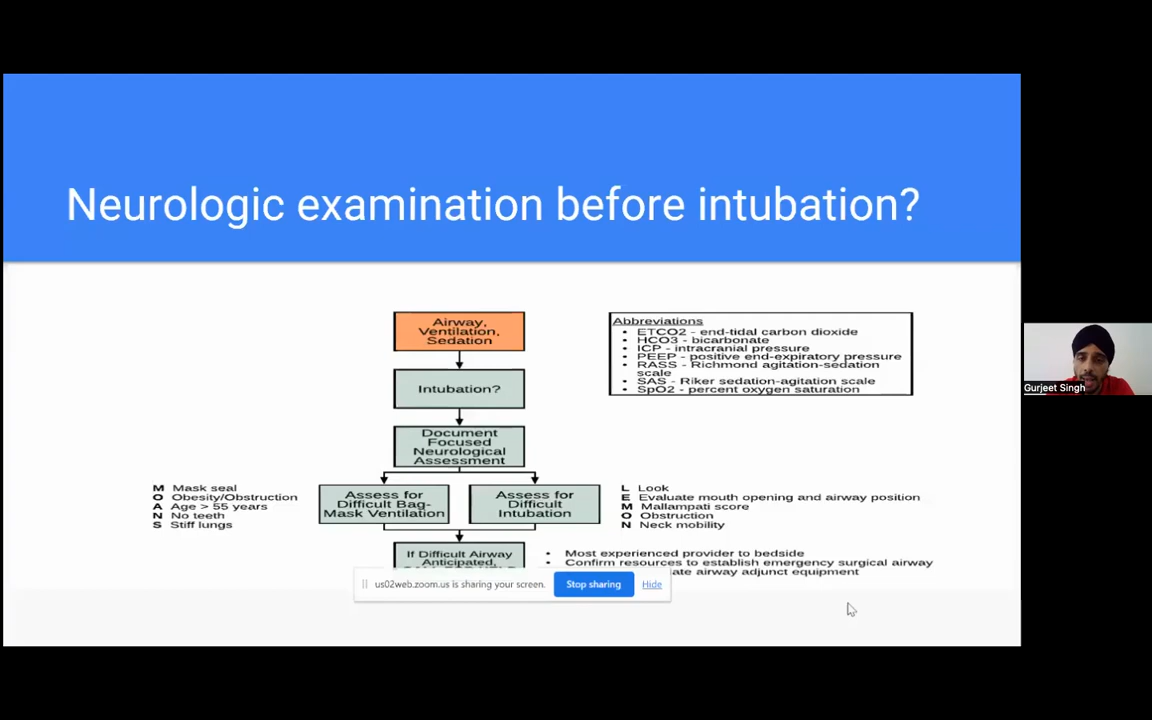 Neurologic examination before intubation?
Airway,
Ventilation,
Sedation
Intubation?
Document
Focused
Neurological
Assessment
Abbreviations
• ETCO2 - end-tidal carbon dioxide
• HCO3 - bicarbonate
• ICP - intracranial pressure
• PEEP - positive end-expiratory pressure
• RASS - Richmond agitation-sedation
scale
• SAS - Riker sedation-agitation scale
• SpO2 - percent oxygen saturation
M Mask seal
O Obesity/Obstruction
A Age > 55 years
N No teeth
S Stiff lungs
Assess for
Difficult Bag-
Mask Ventilation
Assess for
Difficult
Intubation
L Look
E Evaluate mouth opening and airway position
M Mallampati score
O Obstruction
N Neck mobility
If Difficult Airway
Anticipated,
• Most experienced provider to bedside
• Confirm resources to establish emergency surgical airway
airway adjunct equipment
us02web.zoom.us is sharing your screen.
Stop sharing
Hide
Gurjeet Singh